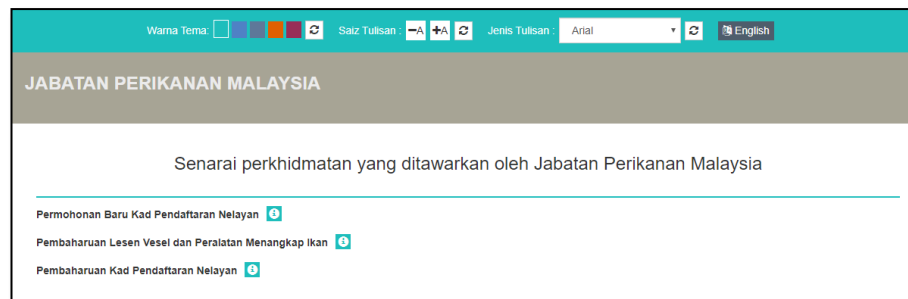 Warna Tema: Saiz Tulisan : -A +A Jenis Tulisan : Arial English
JABATAN PERIKANAN MALAYSIA
Senarai perkhidmatan yang ditawarkan oleh Jabatan Perikanan Malaysia
Permohonan Baru Kad Pendaftaran Nelayan
Pembaharuan Lesen Vesel dan Peralatan Menangkap Ikan
Pembaharuan Kad Pendaftaran Nelayan